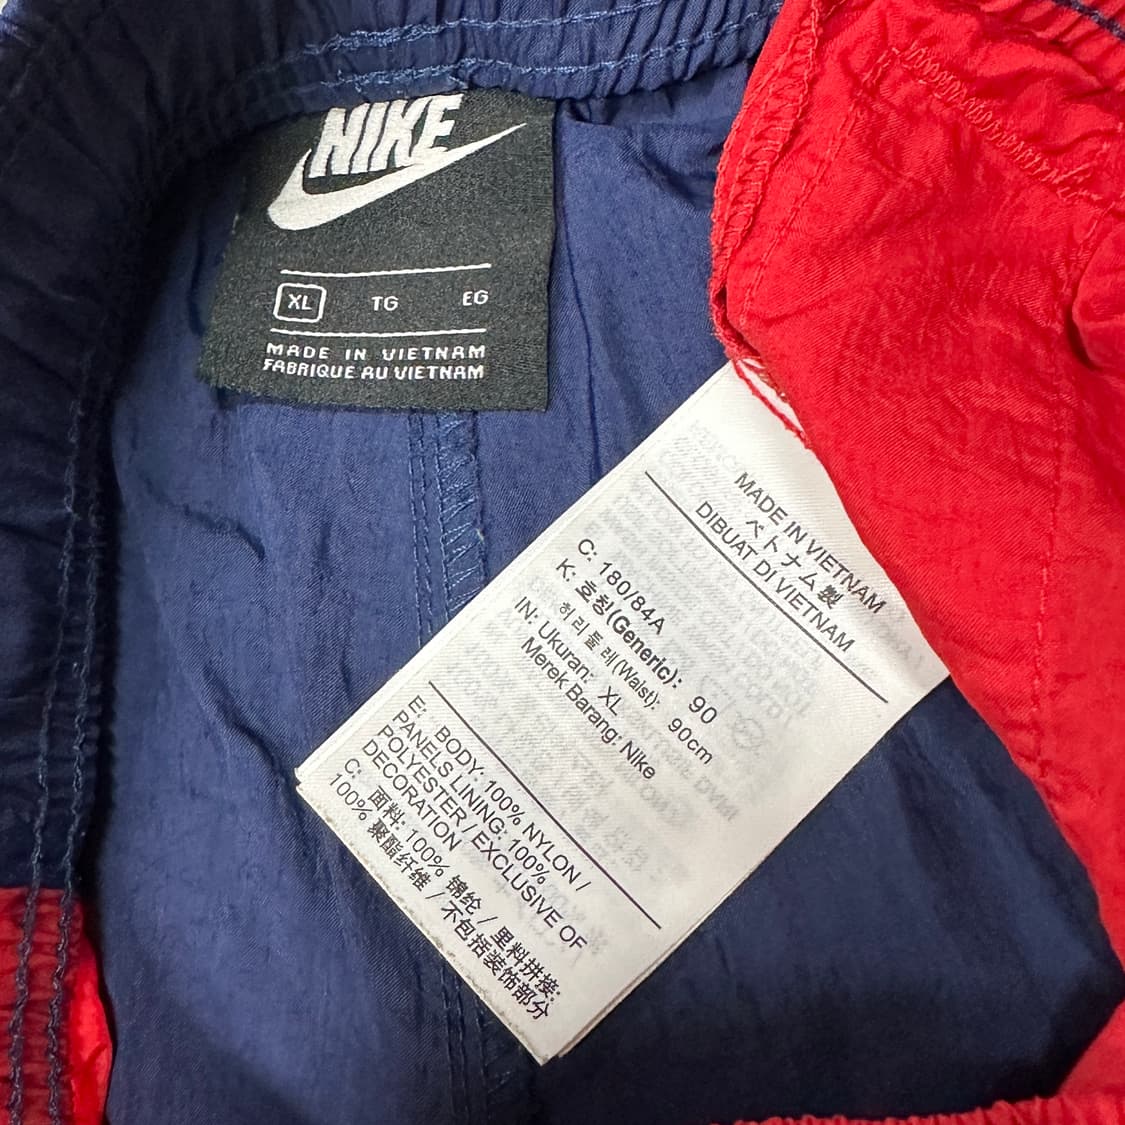 NIKE
XL TG EG
MADE IN VIETNAM
FABRIQUE AU VIETNAM
MADE IN VIETNAM
ベトナム製
DIBUAT DI VIETNAM
C: 180/84A
K: 호칭(Generic): 90
허리둘레(Waist): 90cm
IN: Ukuran: XL
Merek Barang: Nike
E: BODY: 100% NYLON /
PANELS LINING: 100%
POLYESTER / EXCLUSIVE OF
DECORATION
C: 面料: 100% 锦纶 / 里料拼接:
100% 聚酯纤维 / 不包括装饰部分